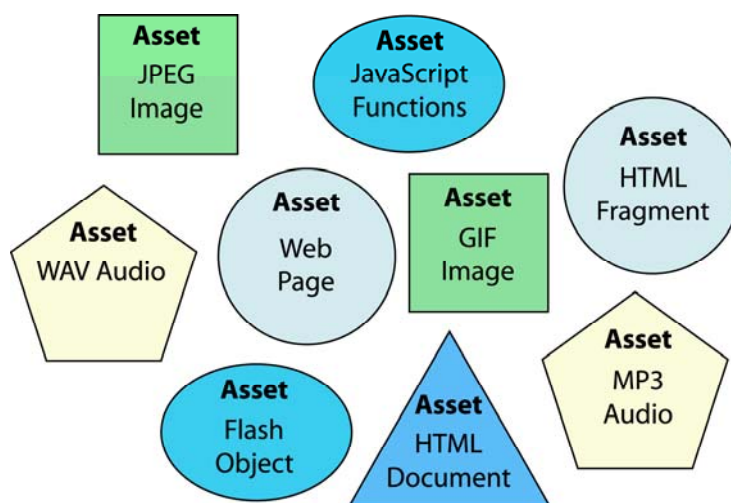 Asset
JPEG
Image
Asset
JavaScript
Functions
Asset
HTML
Fragment
Asset
WAV Audio
Asset
Web
Page
Asset
GIF
Image
Asset
MP3
Audio
Asset
Flash
Object
Asset
HTML
Document